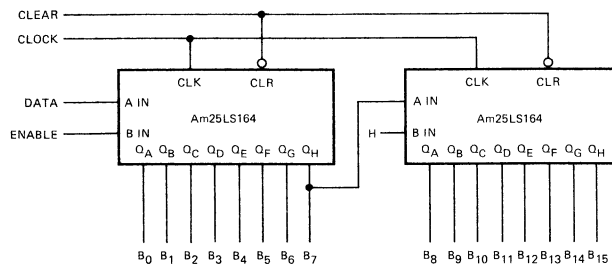 CLEAR
CLOCK
CLK CLR CLK CLR
DATA A IN Am25LS164 A IN Am25LS164
ENABLE B IN H B IN
QA QB QC QD QE QF QG QH QA QB QC QD QE QF QG QH
B0 B1 B2 B3 B4 B5 B6 B7 B8 B9 B10 B11 B12 B13 B14 B15